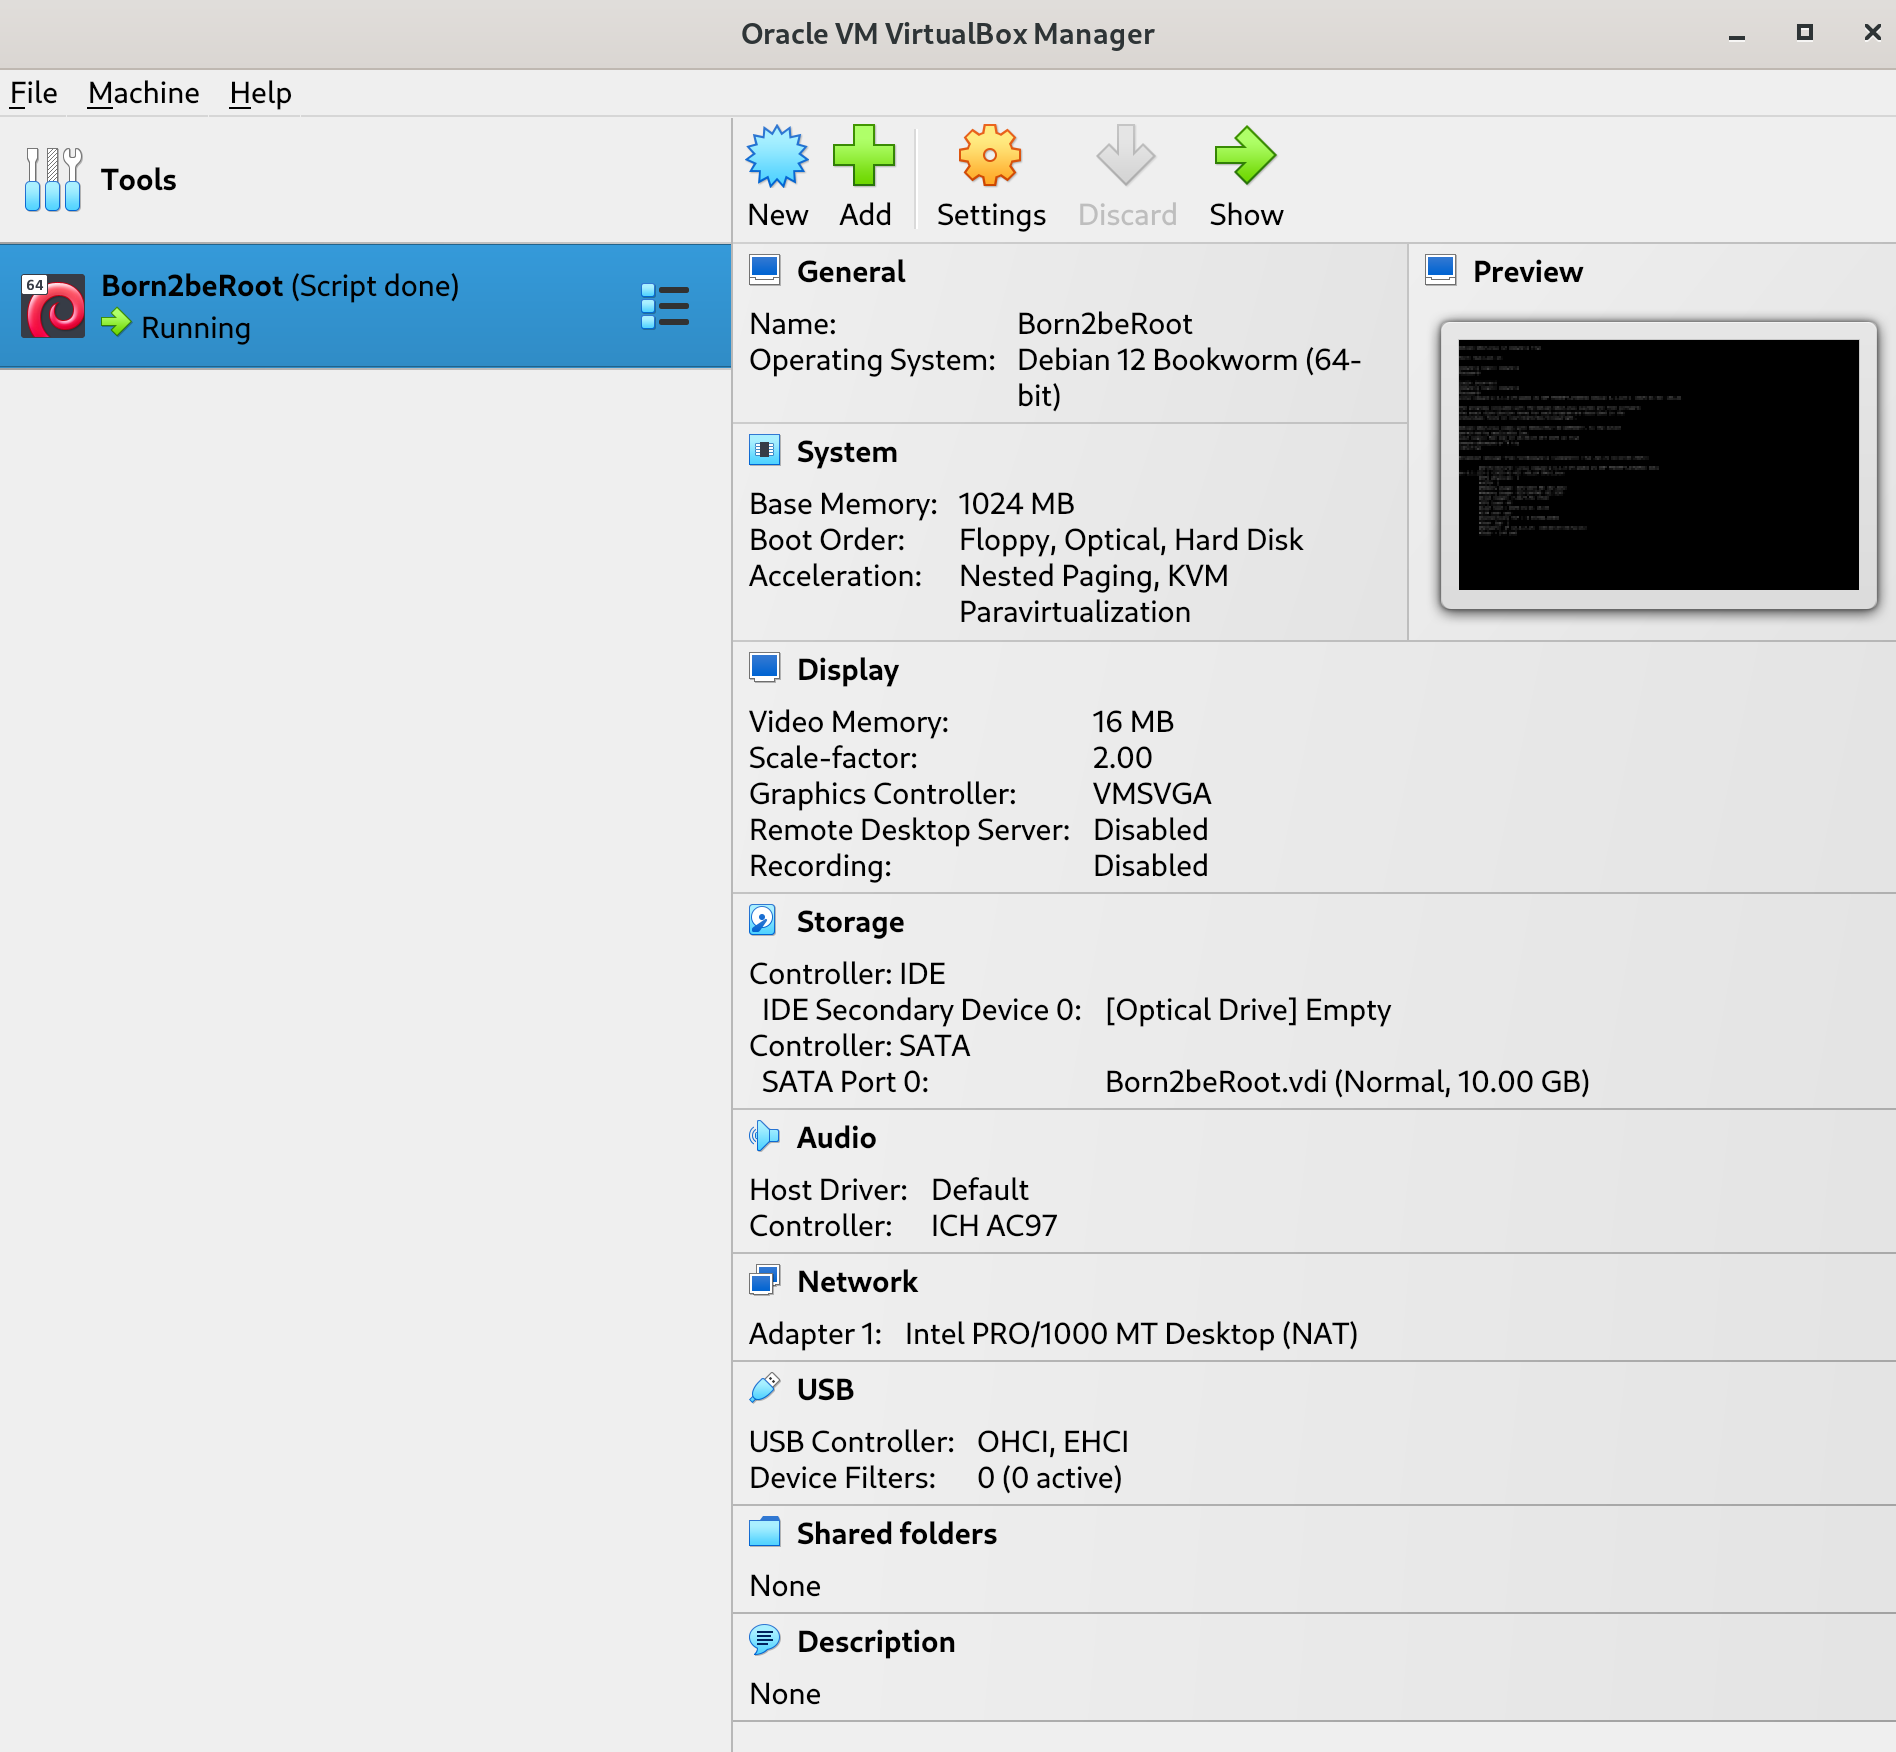 Oracle VM VirtualBox Manager
File Machine Help
Tools
New Add Settings Discard Show
64
Born2beRoot (Script done)
Running
General
Name: Born2beRoot
Operating System: Debian 12 Bookworm (64-
bit)
Preview
System
Base Memory: 1024 MB
Boot Order: Floppy, Optical, Hard Disk
Acceleration: Nested Paging, KVM
Paravirtualization
Display
Video Memory: 16 MB
Scale-factor: 2.00
Graphics Controller: VMSVGA
Remote Desktop Server: Disabled
Recording: Disabled
Storage
Controller: IDE
IDE Secondary Device 0: [Optical Drive] Empty
Controller: SATA
SATA Port 0: Born2beRoot.vdi (Normal, 10.00 GB)
Audio
Host Driver: Default
Controller: ICH AC97
Network
Adapter 1: Intel PRO/1000 MT Desktop (NAT)
USB
USB Controller: OHCI, EHCI
Device Filters: 0 (0 active)
Shared folders
None
Description
None